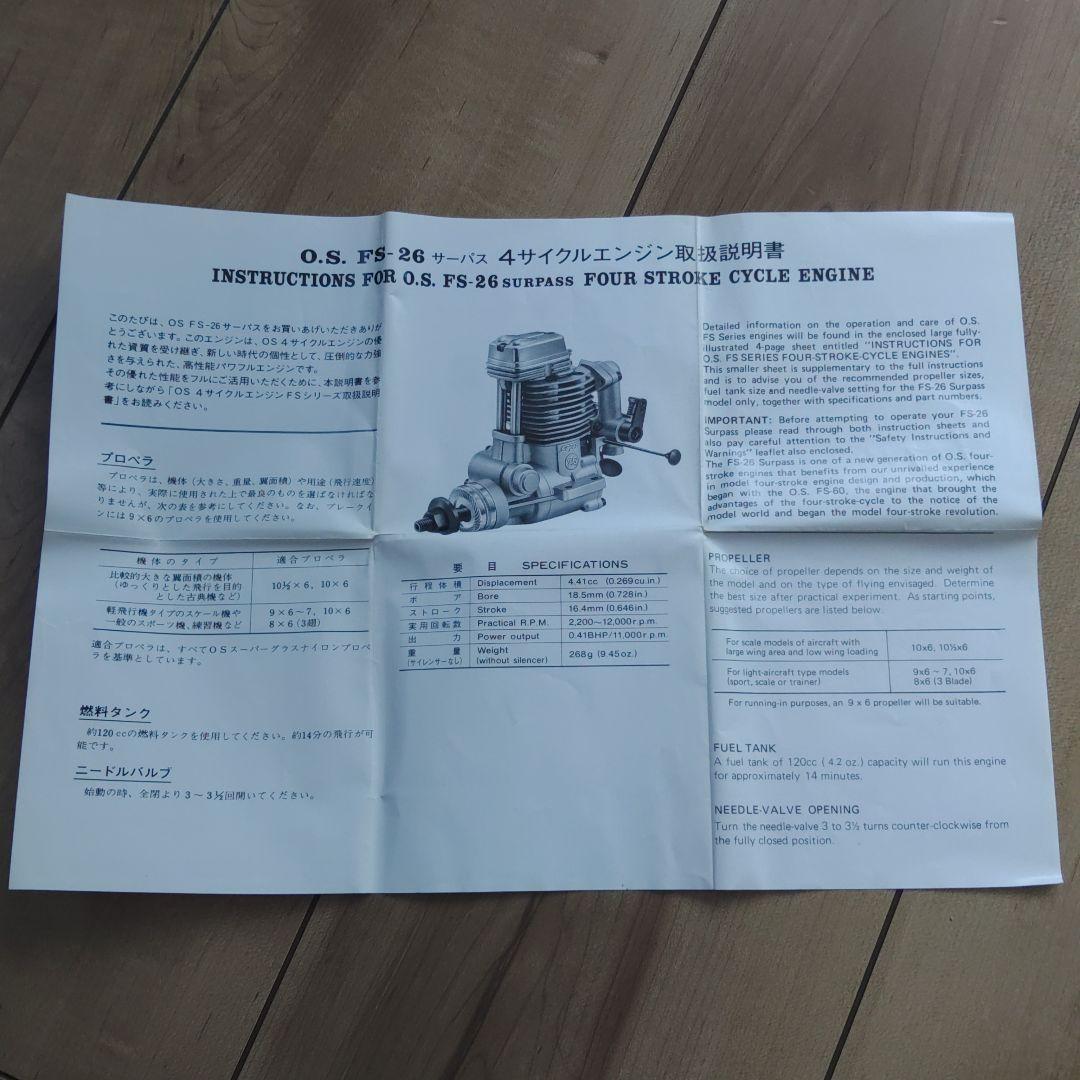 O.S. FS-26 サーパス 4サイクルエンジン取扱説明書
INSTRUCTIONS FOR O.S. FS-26 SURPASS FOUR STROKE CYCLE ENGINE
このたびは、OS FS-26サーパスをお買いあげいただきありが
とうございます。このエンジンは、OS 4サイクルエンジンの優
れた資質を受け継ぎ、新しい時代の個性として、圧倒的な力強
さを与えられた、高性能パワフルエンジンです。
その優れた性能をフルにご活用いただくために、本説明書を参
考にしながら「OS 4サイクルエンジンFSシリーズ取扱説明
書」をお読みください。
プロペラ
プロペラは、機体(大きさ、重量、翼面積)や用途(飛行速度)
等により、実際に使用された上で最良のものを選ばなければな
りませんが、次の表を参考にしてください。なお、ブレークイ
ンには9×6のプロペラを使用してください。
機体のタイプ 適合プロペラ
比較的大きな翼面積の機体
(ゆっくりとした飛行を目的
とした古典機など) 10½×6, 10×6
軽飛行機タイプのスケール機や
一般のスポーツ機、練習機など 9×6〜7, 10×6
8×6(3翅)
適合プロペラは、すべてOSスーパーグラスナイロンプロペ
ラを基準としています。
燃料タンク
約120ccの燃料タンクを使用してください。約14分の飛行が可
能です。
ニードルバルブ
始動の時、全閉より3〜3½回開いてください。
O.S.
要目 SPECIFICATIONS
行程体積 Displacement 4.41cc (0.269cu.in.)
ボア Bore 18.5mm (0.728in.)
ストローク Stroke 16.4mm (0.646in.)
実用回転数 Practical R.P.M. 2,200〜12,000r.p.m.
出力 Power output 0.41BHP/11,000r.p.m.
重量
(サイレンサーなし) Weight
(without silencer) 268g (9.45oz.)
Detailed information on the operation and care of O.S.
FS Series engines will be found in the enclosed large fully-
illustrated 4-page sheet entitled "INSTRUCTIONS FOR
O.S. FS SERIES FOUR-STROKE-CYCLE ENGINES".
This smaller sheet is supplementary to the full instructions
and is to advise you of the recommended propeller sizes,
fuel tank size and needle-valve setting for the FS-26 Surpass
model only, together with specifications and part numbers.
IMPORTANT: Before attempting to operate your FS-26
Surpass please read through both instruction sheets and
also pay careful attention to the "Safety Instructions and
Warnings" leaflet also enclosed.
The FS-26 Surpass is one of a new generation of O.S. four-
stroke engines that benefits from our unrivalled experience
in model four-stroke engine design and production, which
began with the O.S. FS-60, the engine that brought the
advantages of the four-stroke-cycle to the notice of the
model world and began the model four-stroke revolution.
PROPELLER
The choice of propeller depends on the size and weight of
the model and on the type of flying envisaged. Determine
the best size after practical experiment. As starting points,
suggested propellers are listed below.
For scale models of aircraft with
large wing area and low wing loading 10x6, 10½x6
For light-aircraft type models
(sport, scale or trainer) 9x6 ~ 7, 10x6
8x6 (3 Blade)
For running-in purposes, an 9 x 6 propeller will be suitable.
FUEL TANK
A fuel tank of 120cc ( 4.2 oz.) capacity will run this engine
for approximately 14 minutes.
NEEDLE-VALVE OPENING
Turn the needle-valve 3 to 3½ turns counter-clockwise from
the fully closed position.